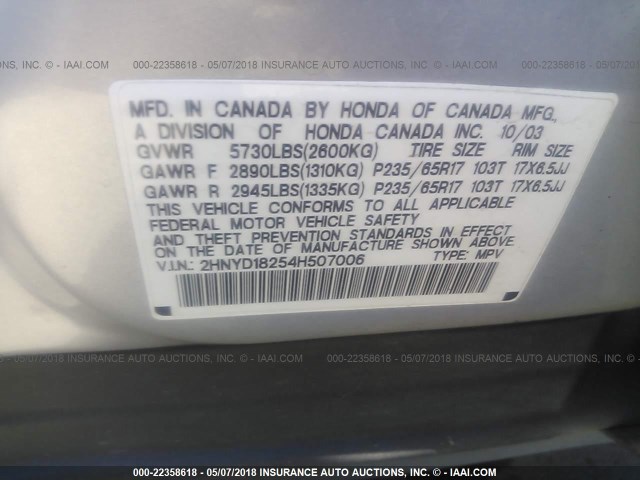 000-22358618 - 05/07/2018 INSURANCE AUTO AUCTIONS, INC. © - IAAI.COM
MFD. IN CANADA BY HONDA OF CANADA MFG.,
A DIVISION OF HONDA CANADA INC. 10/03
GVWR 5730LBS(2600KG) TIRE SIZE RIM SIZE
GAWR F 2890LBS(1310KG) P235/65R17 103T 17X6.5JJ
GAWR R 2945LBS(1335KG) P235/65R17 103T 17X6.5JJ
THIS VEHICLE CONFORMS TO ALL APPLICABLE
FEDERAL MOTOR VEHICLE SAFETY
AND THEFT PREVENTION STANDARDS IN EFFECT
ON THE DATE OF MANUFACTURE SHOWN ABOVE.
V.I.N.: 2HNYD18254H507006 TYPE: MPV
INC. © - IAAI.COM 000-22358618 - 05/07/2018 INSURANCE AUTO AUCTIONS, INC. © - IAAI.COM
000-22358618 - 05/07/2018 INSURANCE AUTO AUCTIONS, INC. © - IAAI.COM